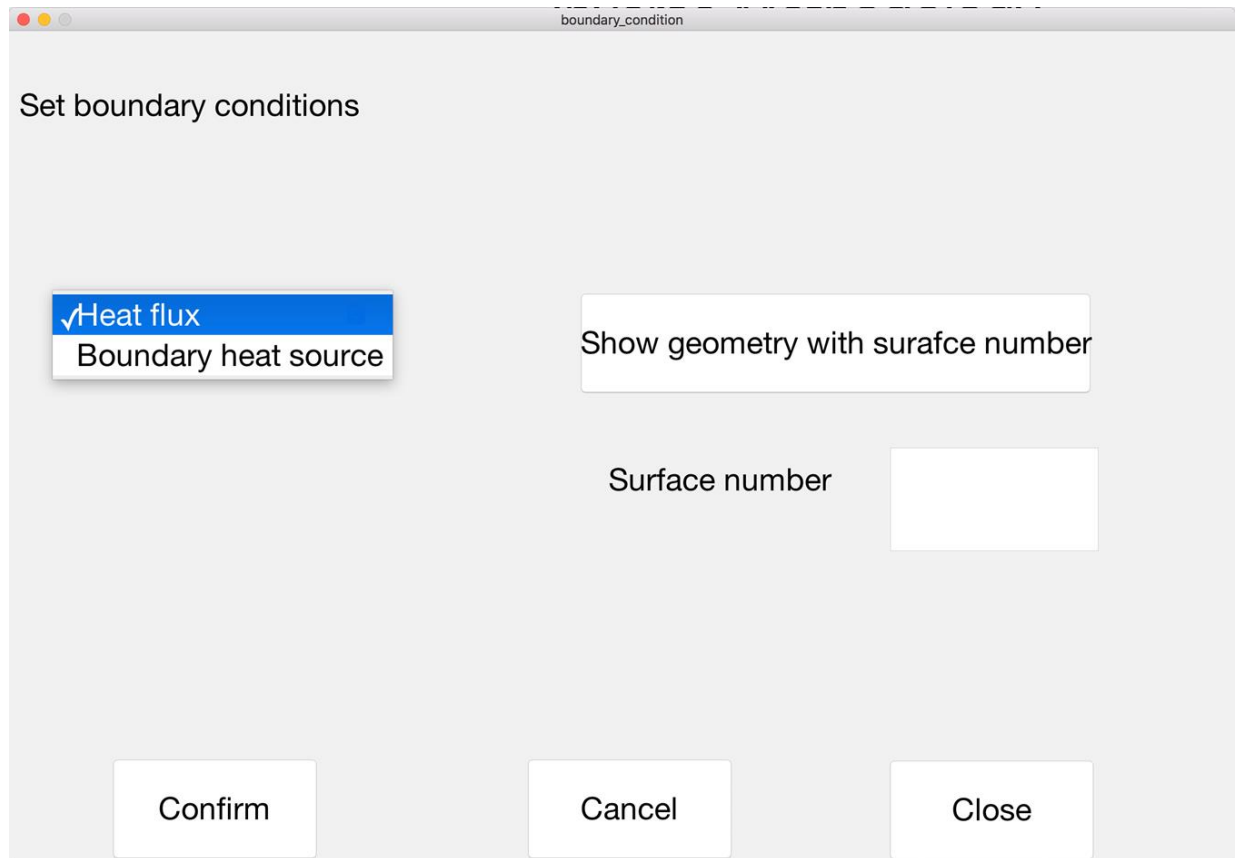 boundary_condition
Set boundary conditions
✓Heat flux
Boundary heat source
Show geometry with surafce number
Surface number
Confirm
Cancel
Close